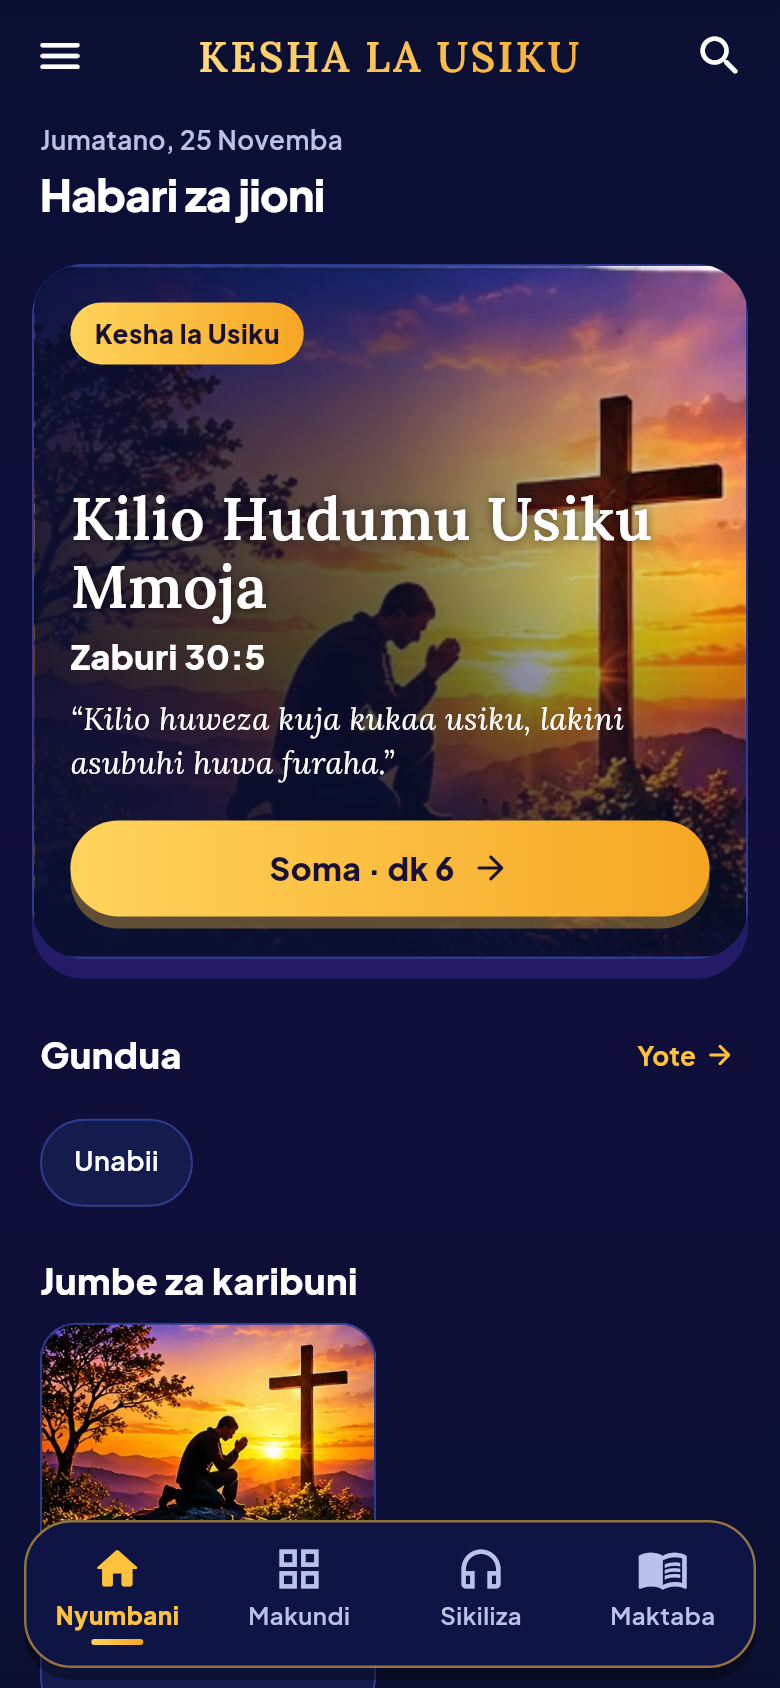 KESHA LA USIKU
Jumatano, 25 Novemba
Habari za jioni
Kesha la Usiku
Kilio Hudumu Usiku
Mmoja
Zaburi 30:5
“Kilio huweza kuja kukaa usiku, lakini
asubuhi huwa furaha.”
Soma · dk 6 →
Gundua
Yote →
Unabii
Jumbe za karibuni
Nyumbani
Makundi
Sikiliza
Maktaba